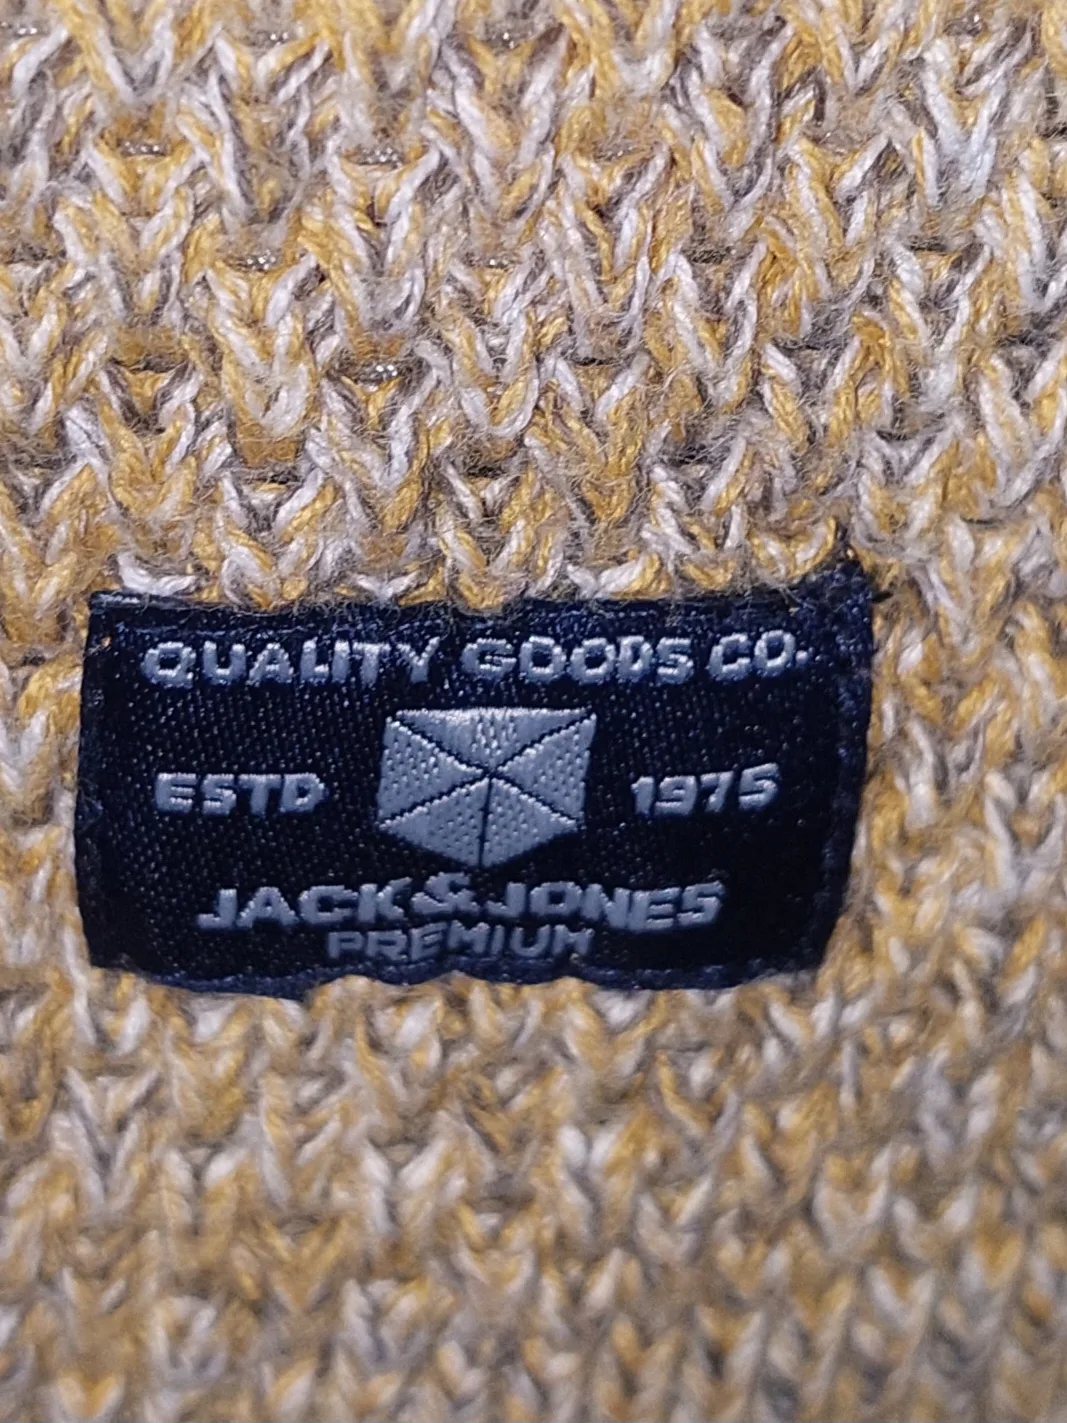 QUALITY GOODS CO.
ESTD 1975
JACK & JONES
PREMIUM